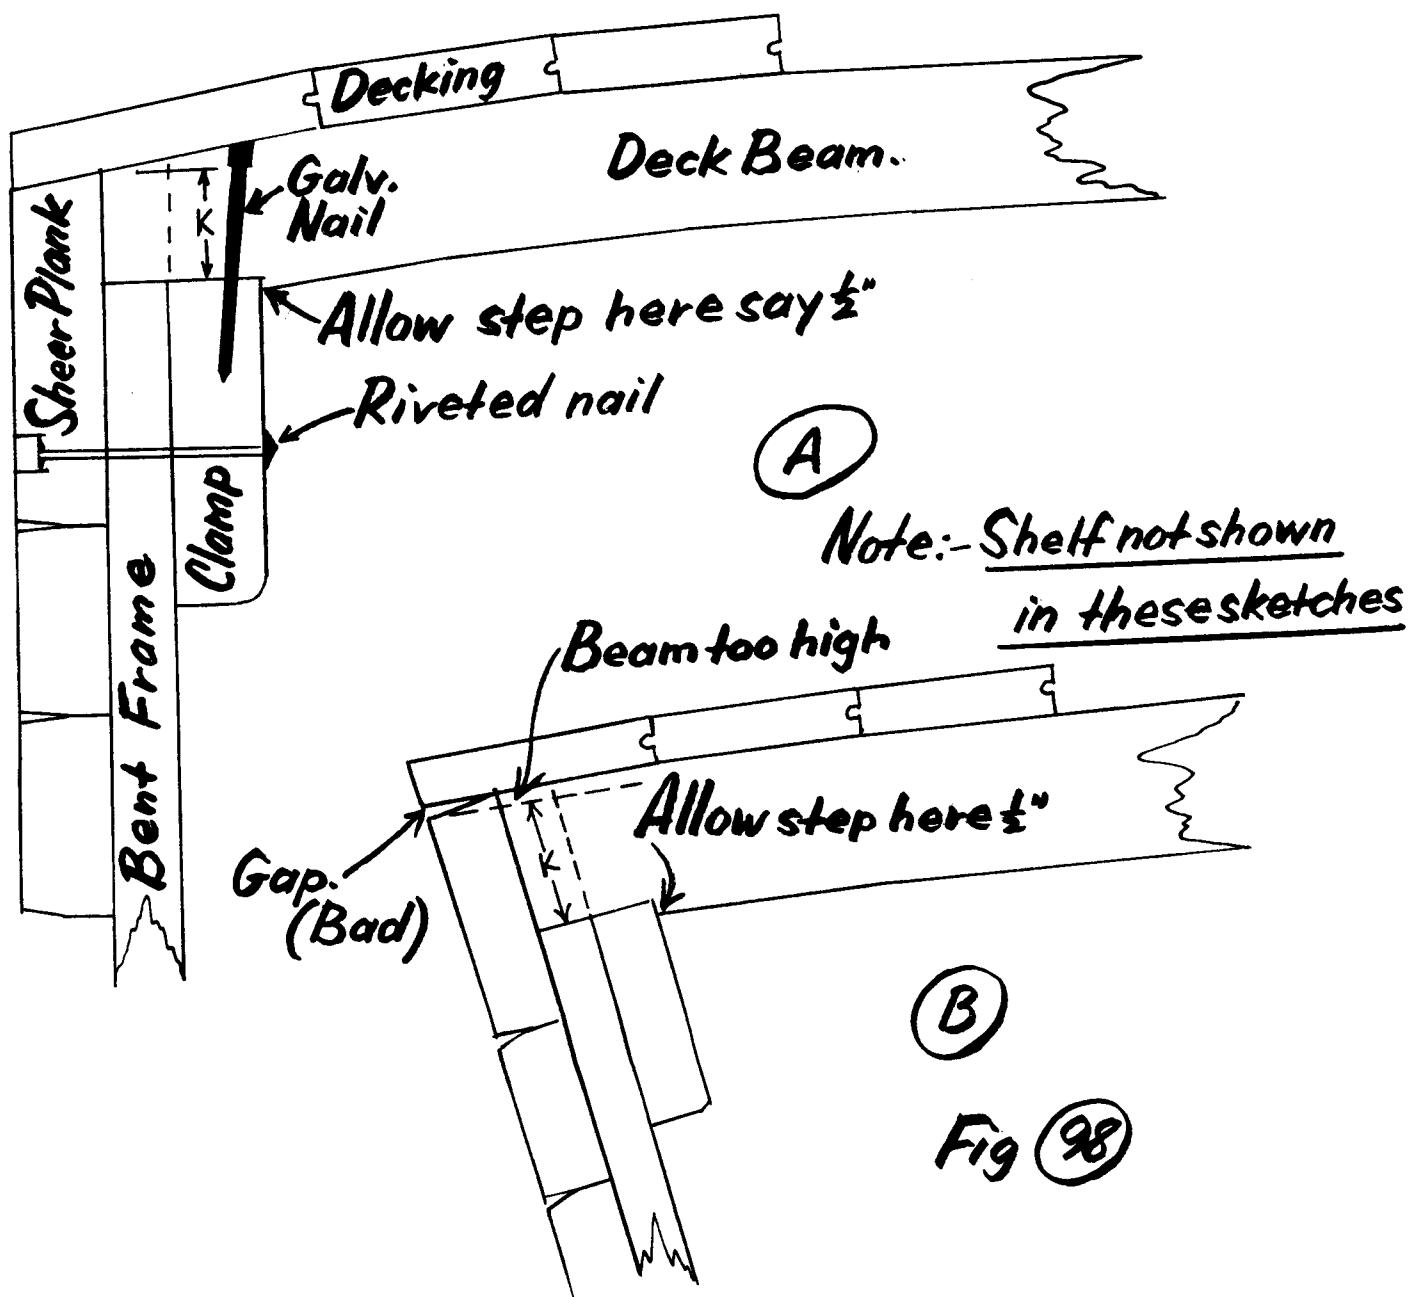 Decking
Deck Beam.
Galv.
Nail
K
Sheer Plank
Allow step here say ½"
Riveted nail
A
Clamp
Note:- Shelf not shown
in these sketches
Bent Frame
Beam too high
Allow step here ½"
K
Gap.
(Bad)
B
Fig 98